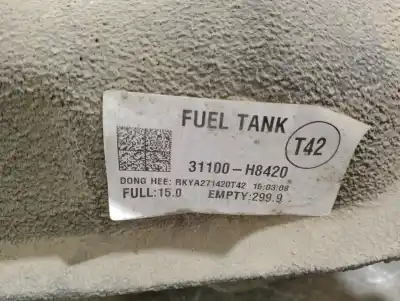 FUEL TANK
T42
31100-H8420
DONG HEE: RKYA271420T42 15:03:08
FULL:15.0 EMPTY:299.9